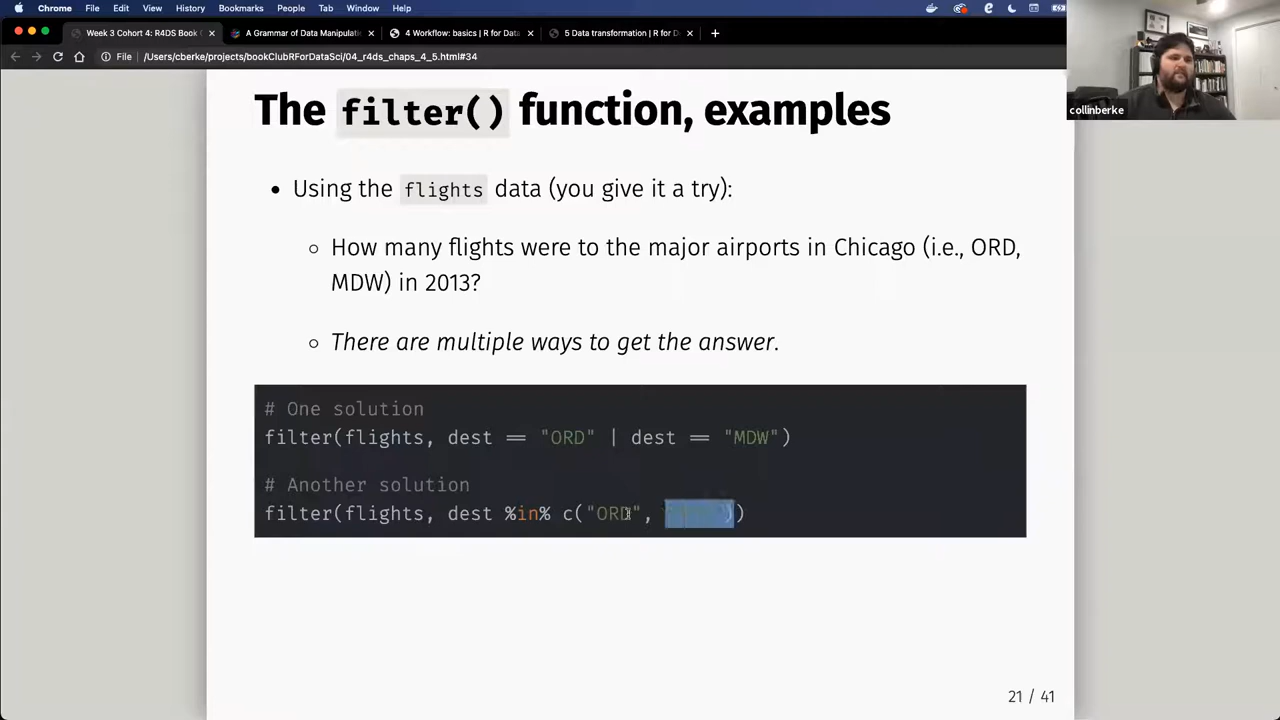 Chrome File Edit View History Bookmarks People Tab Window Help
Week 3 Cohort 4: R4DS Book
A Grammar of Data Manipulati
4 Workflow: basics | R for Data
5 Data transformation | R for D
File /Users/cberke/projects/bookClubRForDataSci/04_r4ds_chaps_4_5.html#34
collinberke
The filter() function, examples
• Using the flights data (you give it a try):
How many flights were to the major airports in Chicago (i.e., ORD,
MDW) in 2013?
There are multiple ways to get the answer.
# One solution
filter(flights, dest == "ORD" | dest == "MDW")
# Another solution
filter(flights, dest %in% c("ORD",
21 / 41